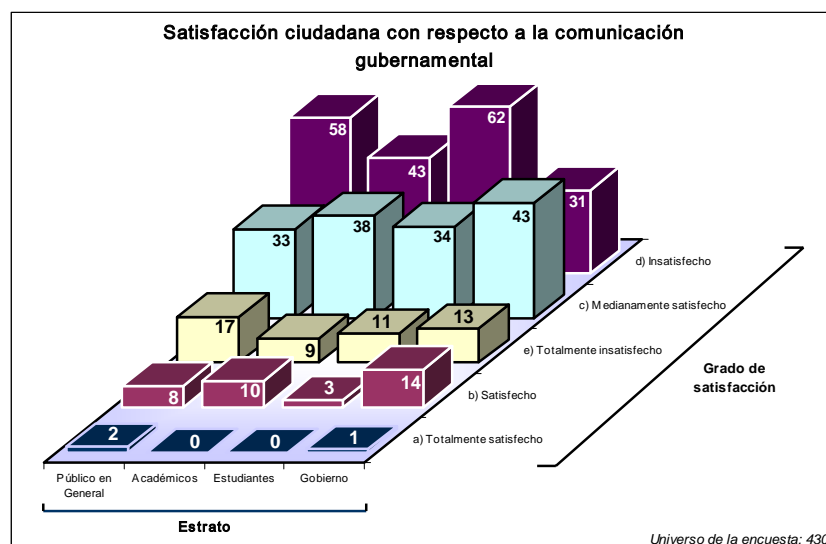 Satisfacción ciudadana con respecto a la comunicación
gubernamental
58
43
62
31
33
38
34
43
17
9
11
13
8
10
3
14
2
0
0
1
d) Insatisfecho
c) Medianamente satisfecho
e) Totalmente insatisfecho
b) Satisfecho
a) Totalmente satisfecho
Grado de
satisfacción
Público en
General
Académicos
Estudiantes
Gobierno
Estrato
Universo de la encuesta: 430